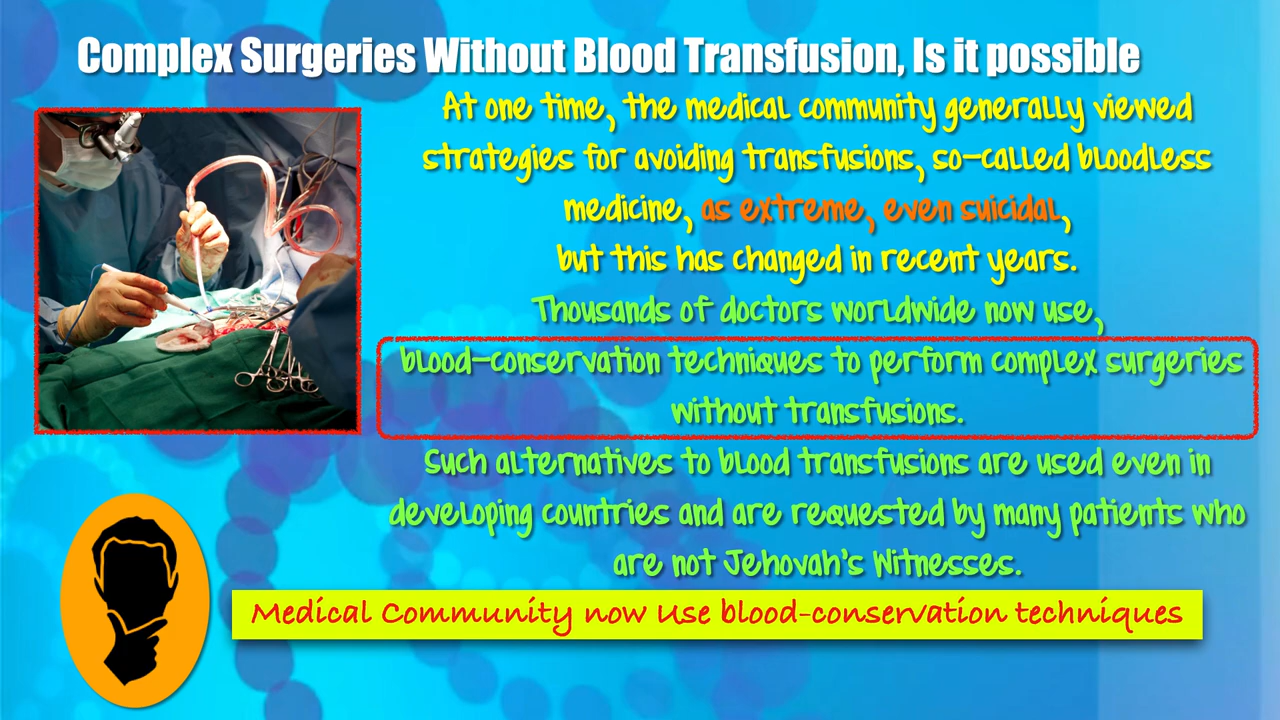 Complex Surgeries Without Blood Transfusion, Is it possible
At one time, the medical community generally viewed
strategies for avoiding transfusions, so-called bloodless
medicine, as extreme, even suicidal,
but this has changed in recent years.
Thousands of doctors worldwide now use,
blood-conservation techniques to perform complex surgeries
without transfusions.
Such alternatives to blood transfusions are used even in
developing countries and are requested by many patients who
are not Jehovah's Witnesses.
Medical Community now Use blood-conservation techniques